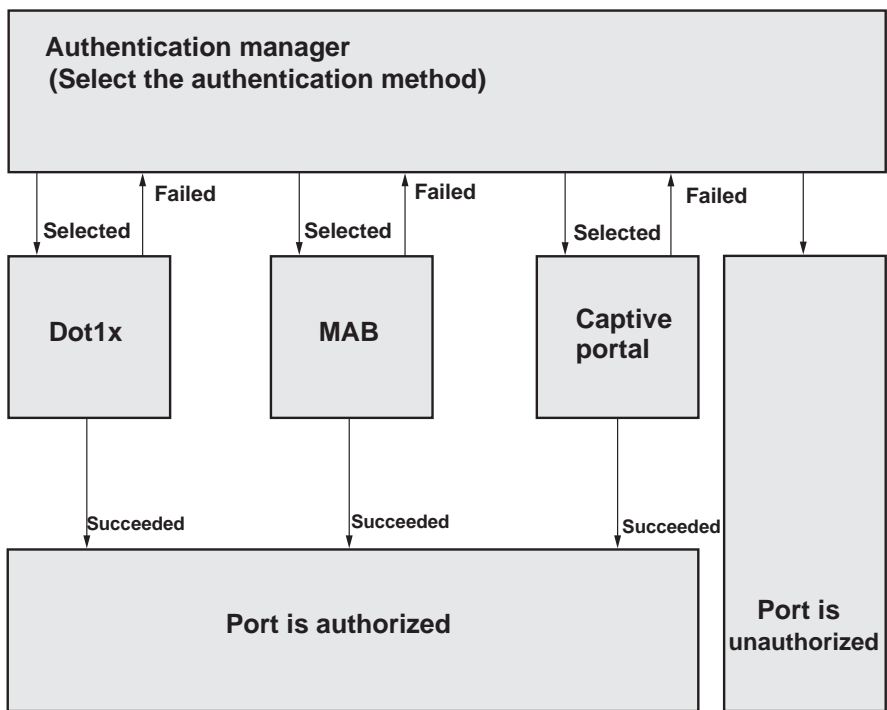 Authentication manager
(Select the authentication method)
Failed
Failed
Failed
Selected
Selected
Selected
Dot1x
MAB
Captive
portal
Succeeded
Succeeded
Succeeded
Port is authorized
Port is
unauthorized